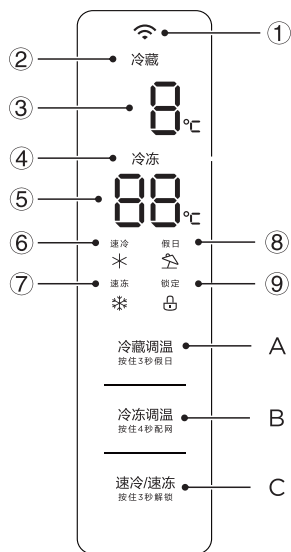 ①
② 冷藏
③ 8°C
④ 冷冻
⑤ 88°C
⑥ 速冷 假日 ⑧
⑦ 速冻 锁定 ⑨
冷藏调温 A
按住3秒假日
冷冻调温 B
按住4秒配网
速冷/速冻 C
按住3秒解锁